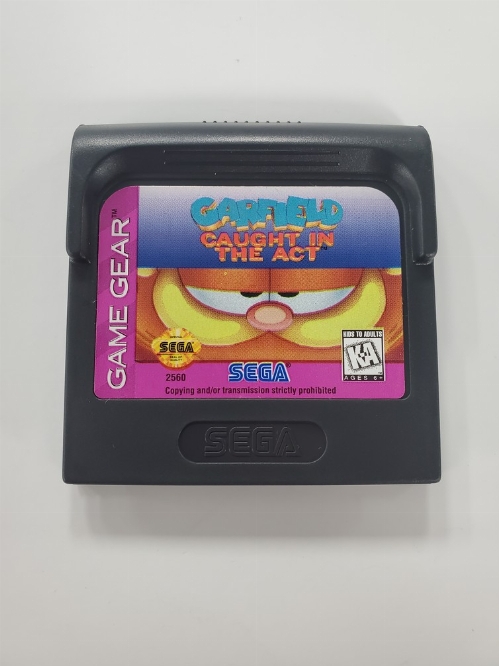 GAME GEAR™
GARFIELD
CAUGHT IN
THE ACT
SEGA
2560
SEGA
Copying and/or transmission strictly prohibited
KIDS TO ADULTS
K-A
AGES 6+
SEGA